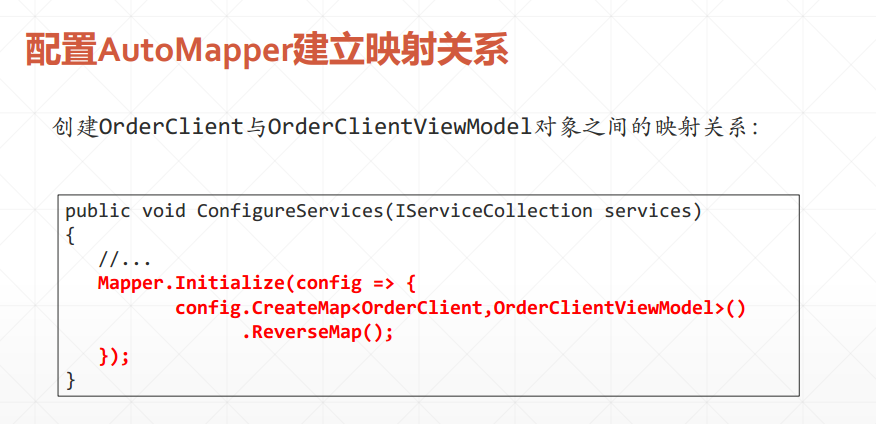 配置AutoMapper建立映射关系
创建OrderClient与OrderClientViewModel对象之间的映射关系:
public void ConfigureServices(IServiceCollection services)
{
//...
Mapper.Initialize(config => {
config.CreateMap<OrderClient,OrderClientViewModel>()
.ReverseMap();
});
}